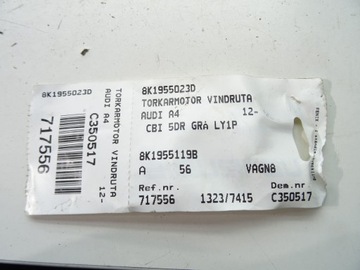 8K1955023D
TORKARMOTOR VINDRUTA
AUDI A4 12-
CBI 5DR GRÅ LY1P
8K1955119B
A 56 VAGN8
Ref.nr. Dem.nr.
717556 1323/7415 C350517
8K1955023D
TORKARMOTOR VINDRUTA
AUDI A4 12-
C350517
717556